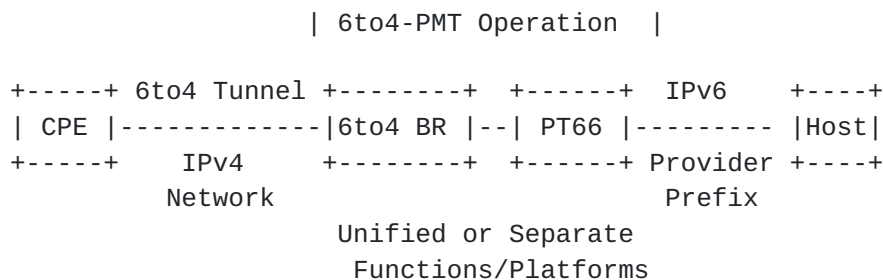 | 6to4-PMT Operation |
+-----+ 6to4 Tunnel +--------+ +------+ IPv6 +----+
| CPE |-------------|6to4 BR |--| PT66 |--------- |Host|
+-----+ IPv4 +--------+ +------+ Provider +----+
Network Prefix
Unified or Separate
Functions/Platforms